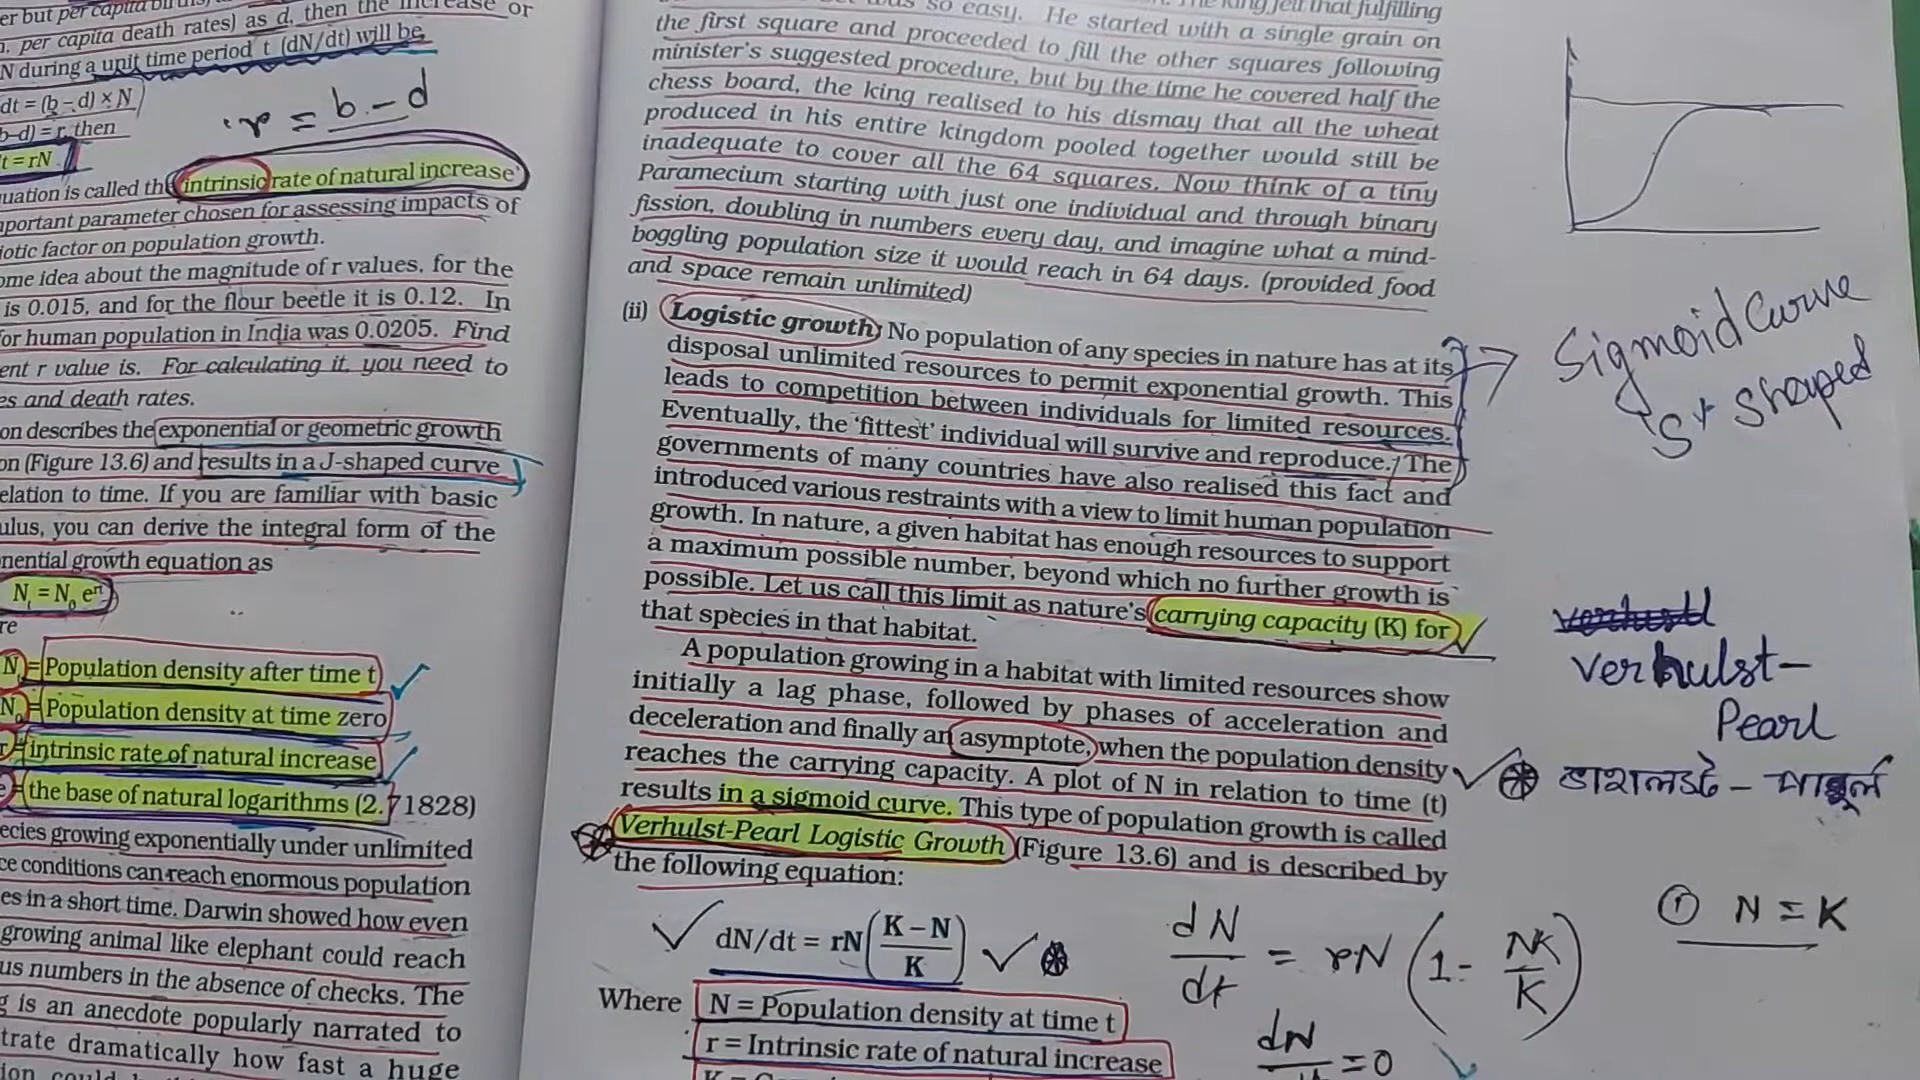 er but per capita
, per capita death rates) as d, then the increase or
N during a unit time period t (dN/dt) will be
dt = (b – d) × N
b–d) = r, then
t = rN
r = b - d
uation is called the 'intrinsic rate of natural increase'
portant parameter chosen for assessing impacts of
iotic factor on population growth.
ome idea about the magnitude of r values, for the
is 0.015, and for the flour beetle it is 0.12. In
or human population in India was 0.0205. Find
ent r value is. For calculating it, you need to
es and death rates.
on describes the exponential or geometric growth
on (Figure 13.6) and results in a J-shaped curve
elation to time. If you are familiar with basic
ulus, you can derive the integral form of the
nential growth equation as
Nt = N0 ert
re
Nt = Population density after time t
N0 = Population density at time zero
r = intrinsic rate of natural increase
e = the base of natural logarithms (2.71828)
ecies growing exponentially under unlimited
ce conditions can reach enormous population
es in a short time. Darwin showed how even
growing animal like elephant could reach
us numbers in the absence of checks. The
g is an anecdote popularly narrated to
trate dramatically how fast a huge
so easy. He started with a single grain on
the first square and proceeded to fill the other squares following
minister's suggested procedure, but by the time he covered half the
chess board, the king realised to his dismay that all the wheat
produced in his entire kingdom pooled together would still be
inadequate to cover all the 64 squares. Now think of a tiny
Paramecium starting with just one individual and through binary
fission, doubling in numbers every day, and imagine what a mind-
boggling population size it would reach in 64 days. (provided food
and space remain unlimited)
(ii) Logistic growth: No population of any species in nature has at its
disposal unlimited resources to permit exponential growth. This
leads to competition between individuals for limited resources.
Eventually, the 'fittest' individual will survive and reproduce. The
governments of many countries have also realised this fact and
introduced various restraints with a view to limit human population
growth. In nature, a given habitat has enough resources to support
a maximum possible number, beyond which no further growth is
possible. Let us call this limit as nature's carrying capacity (K) for
that species in that habitat.
A population growing in a habitat with limited resources show
initially a lag phase, followed by phases of acceleration and
deceleration and finally an asymptote, when the population density
reaches the carrying capacity. A plot of N in relation to time (t)
results in a sigmoid curve. This type of population growth is called
Verhulst-Pearl Logistic Growth (Figure 13.6) and is described by
the following equation:
dN/dt = rN (K – N / K)
Where N = Population density at time t
r = Intrinsic rate of natural increase
Sigmoid Curve
S shaped
Verhulst-
Pearl
① N = K
dN/dt = rN (1 - N/K)
dN = 0